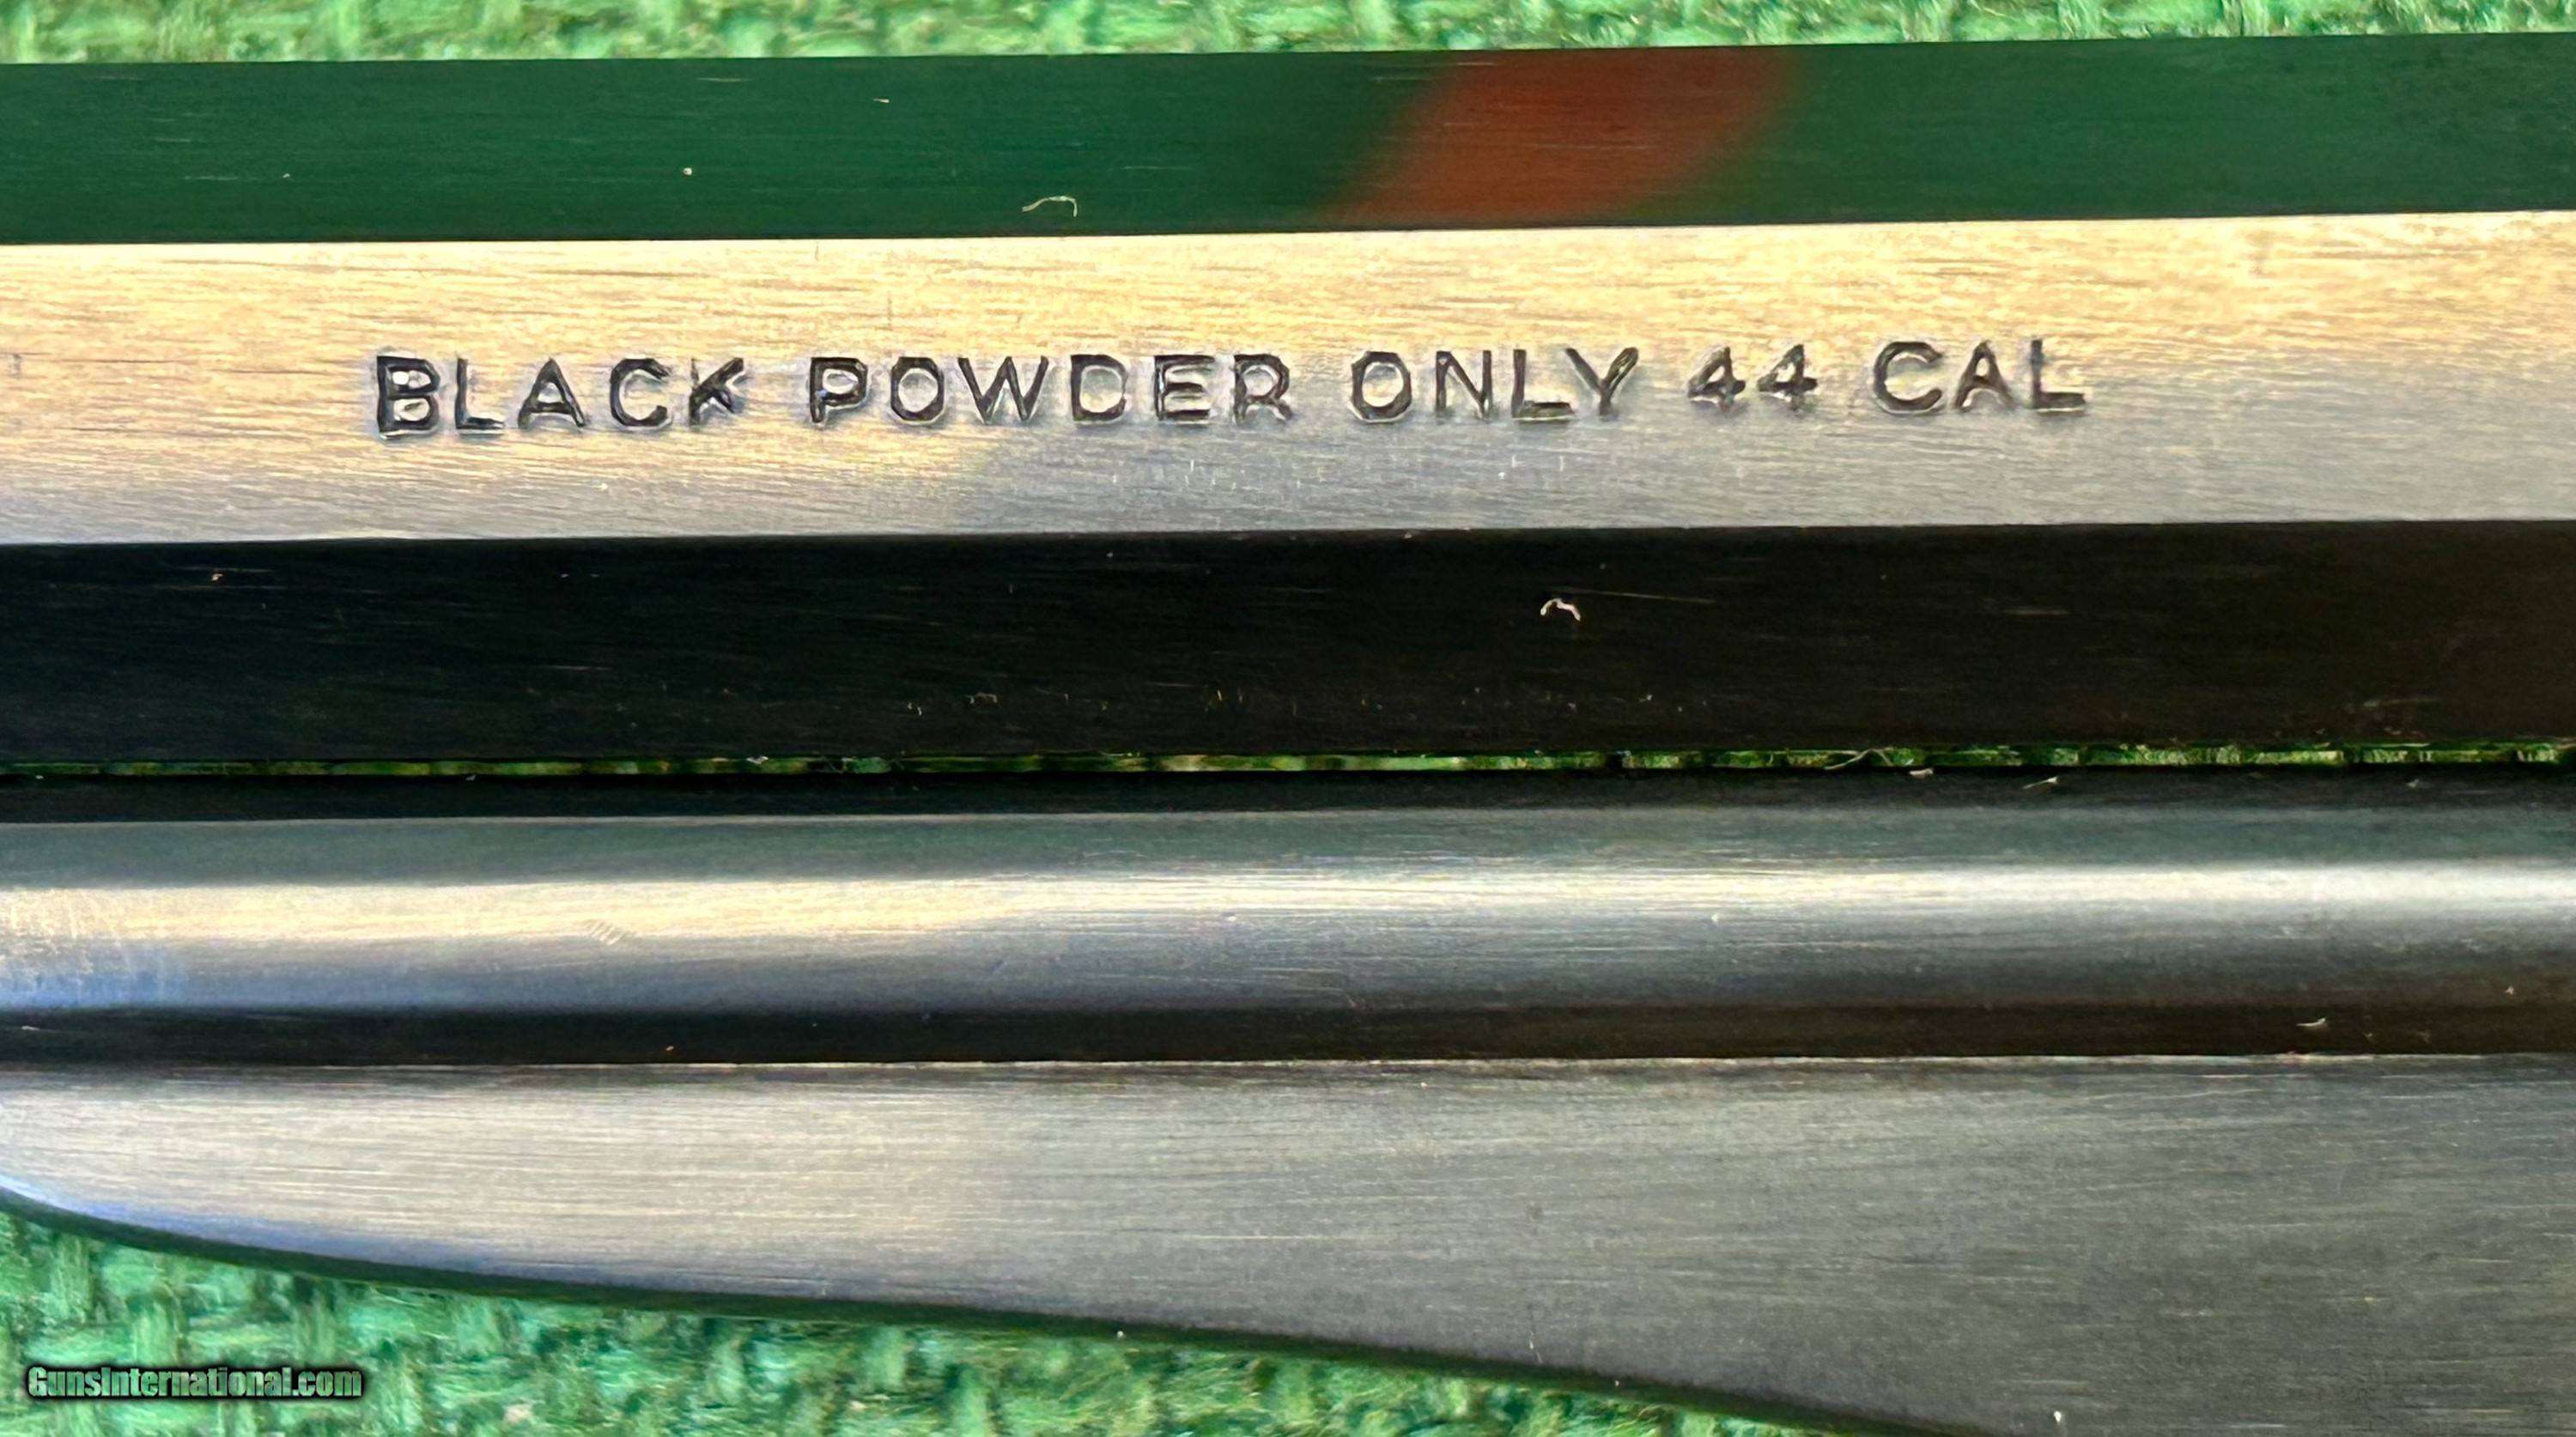 BLACK POWDER ONLY 44 CAL
GunsInternational.com